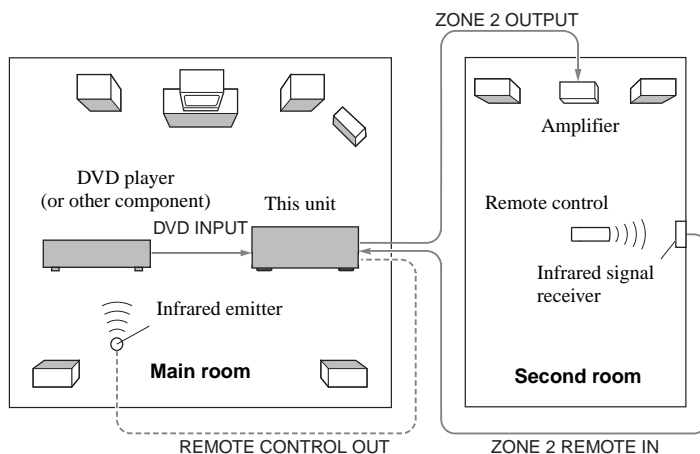 ZONE 2 OUTPUT
Amplifier
DVD player
(or other component)
This unit
DVD INPUT
Remote control
Infrared signal
receiver
Infrared emitter
Main room
Second room
REMOTE CONTROL OUT
ZONE 2 REMOTE IN